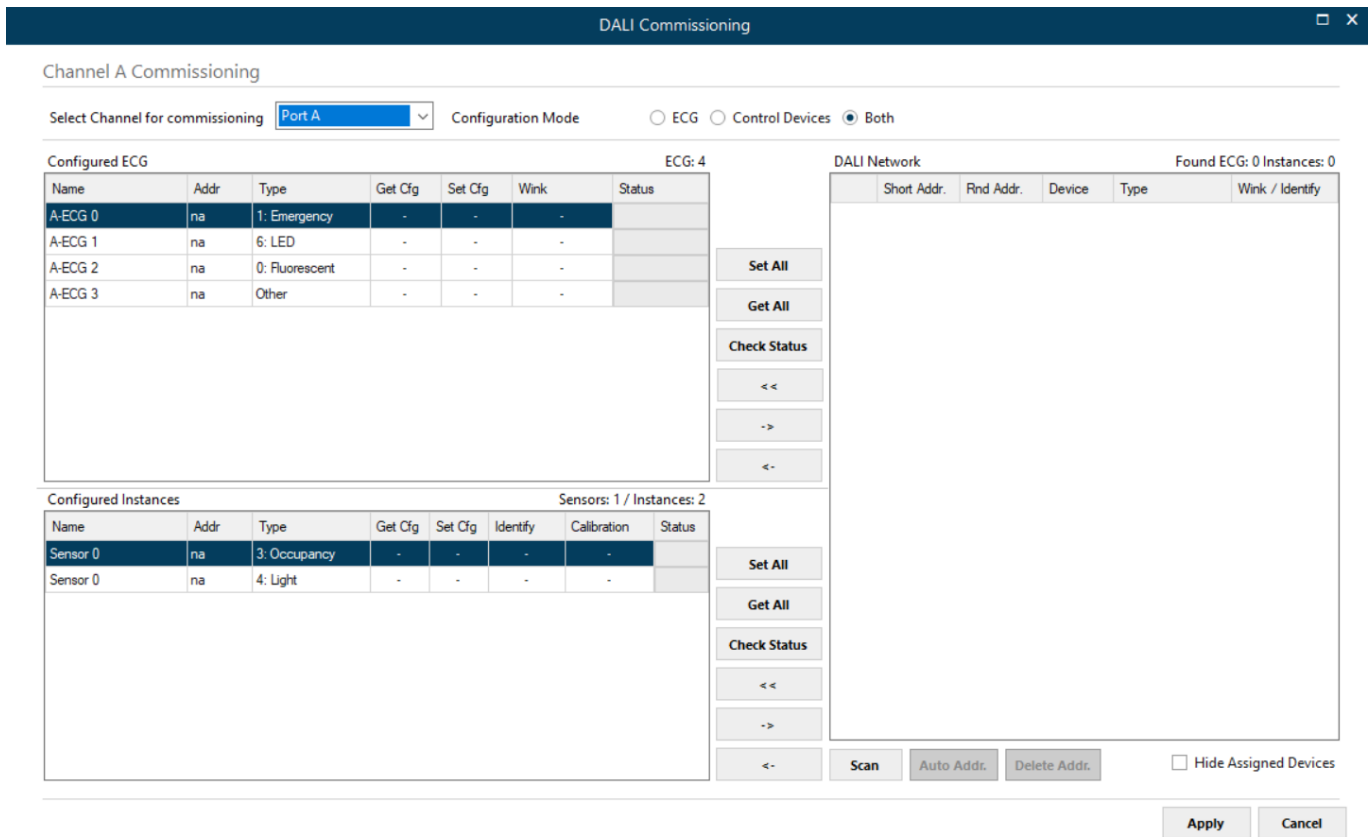 DALI Commissioning
Channel A Commissioning
Select Channel for commissioning Port A Configuration Mode ECG Control Devices Both
Configured ECG ECG: 4
Name Addr Type Get Cfg Set Cfg Wink Status
A-ECG 0 na 1: Emergency - - -
A-ECG 1 na 6: LED - - -
A-ECG 2 na 0: Fluorescent - - -
A-ECG 3 na Other - - -
Set All
Get All
Check Status
<<
->
<-
Configured Instances Sensors: 1 / Instances: 2
Name Addr Type Get Cfg Set Cfg Identify Calibration Status
Sensor 0 na 3: Occupancy - - - -
Sensor 0 na 4: Light - - - -
Set All
Get All
Check Status
<<
->
<-
DALI Network Found ECG: 0 Instances: 0
Short Addr. Rnd Addr. Device Type Wink / Identify
Scan Auto Addr. Delete Addr. Hide Assigned Devices
Apply Cancel